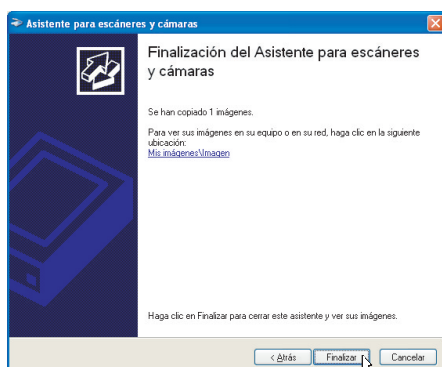 Asistente para escáneres y cámaras
Finalización del Asistente para escáneres
y cámaras
Se han copiado 1 imágenes.
Para ver sus imágenes en su equipo o en su red, haga clic en la siguiente
ubicación:
Mis imágenes\Imagen
Haga clic en Finalizar para cerrar este asistente y ver sus imágenes.
< Atrás
Finalizar
Cancelar